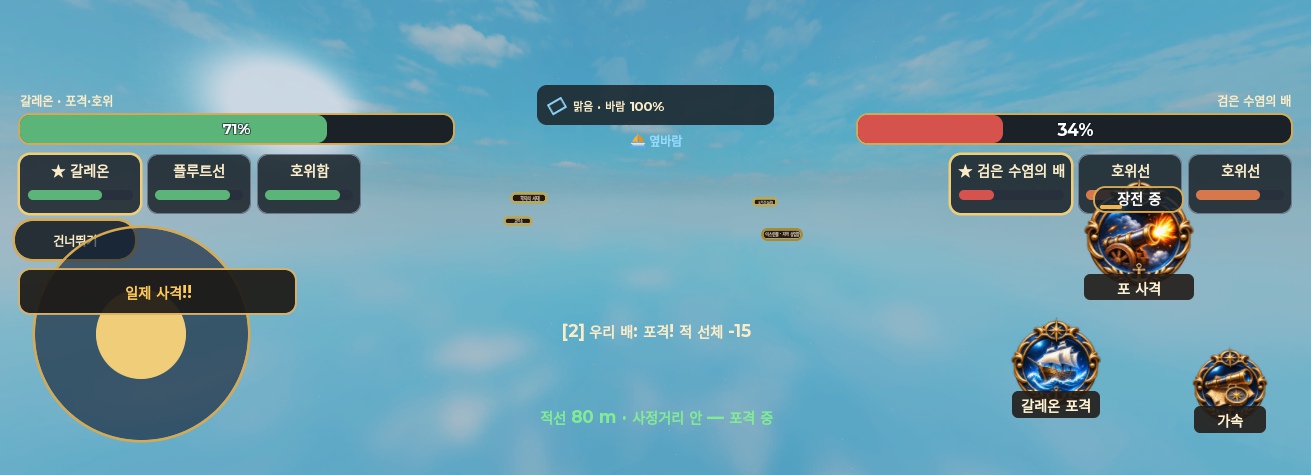 갈레온 · 포격·호위
71%
★ 갈레온
플루트선
호위함
건너뛰기
일제 사격!!
맑음 · 바람 100%
옆바람
[2] 우리 배: 포격! 적 선체 -15
적선 80 m · 사정거리 안 — 포격 중
검은 수염의 배
34%
★ 검은 수염의 배
호위선
호위선
장전 중
포 사격
갈레온 포격
가속